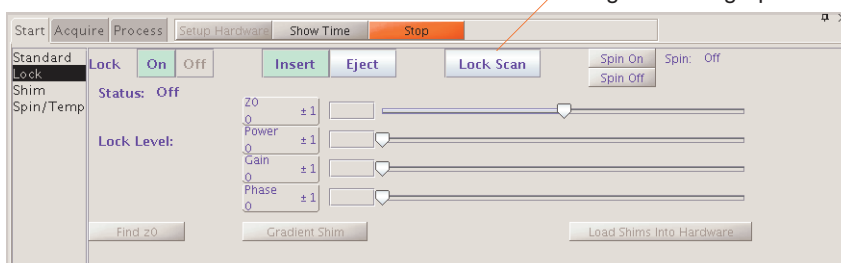 Start Acquire Process Setup Hardware Show Time Stop
Standard
Lock
Shim
Spin/Temp
Lock On Off Insert Eject Lock Scan Spin On Spin: Off
Spin Off
Status: Off
Z0 ±1
0
Lock Level:
Power ±1
0
Gain ±1
0
Phase ±1
0
Find z0 Gradient Shim Load Shims Into Hardware